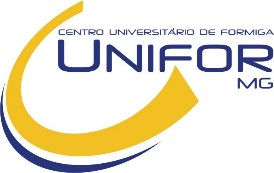 CENTRO UNIVERSITÁRIO DE FORMIGA
UNIFOR
MG